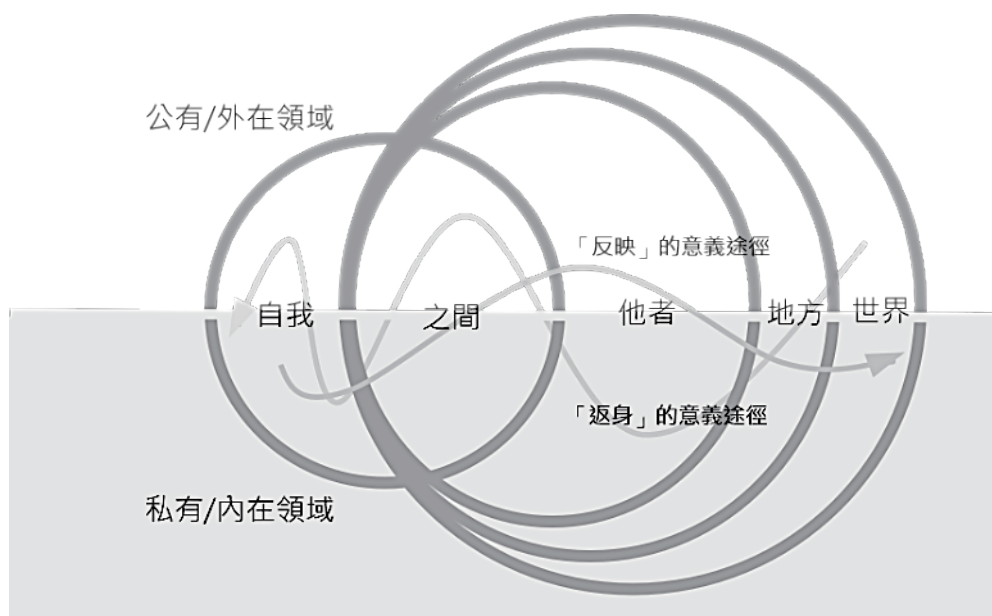 公有/外在領域
「反映」的意義途徑
自我
之間
他者
地方
世界
「返身」的意義途徑
私有/內在領域